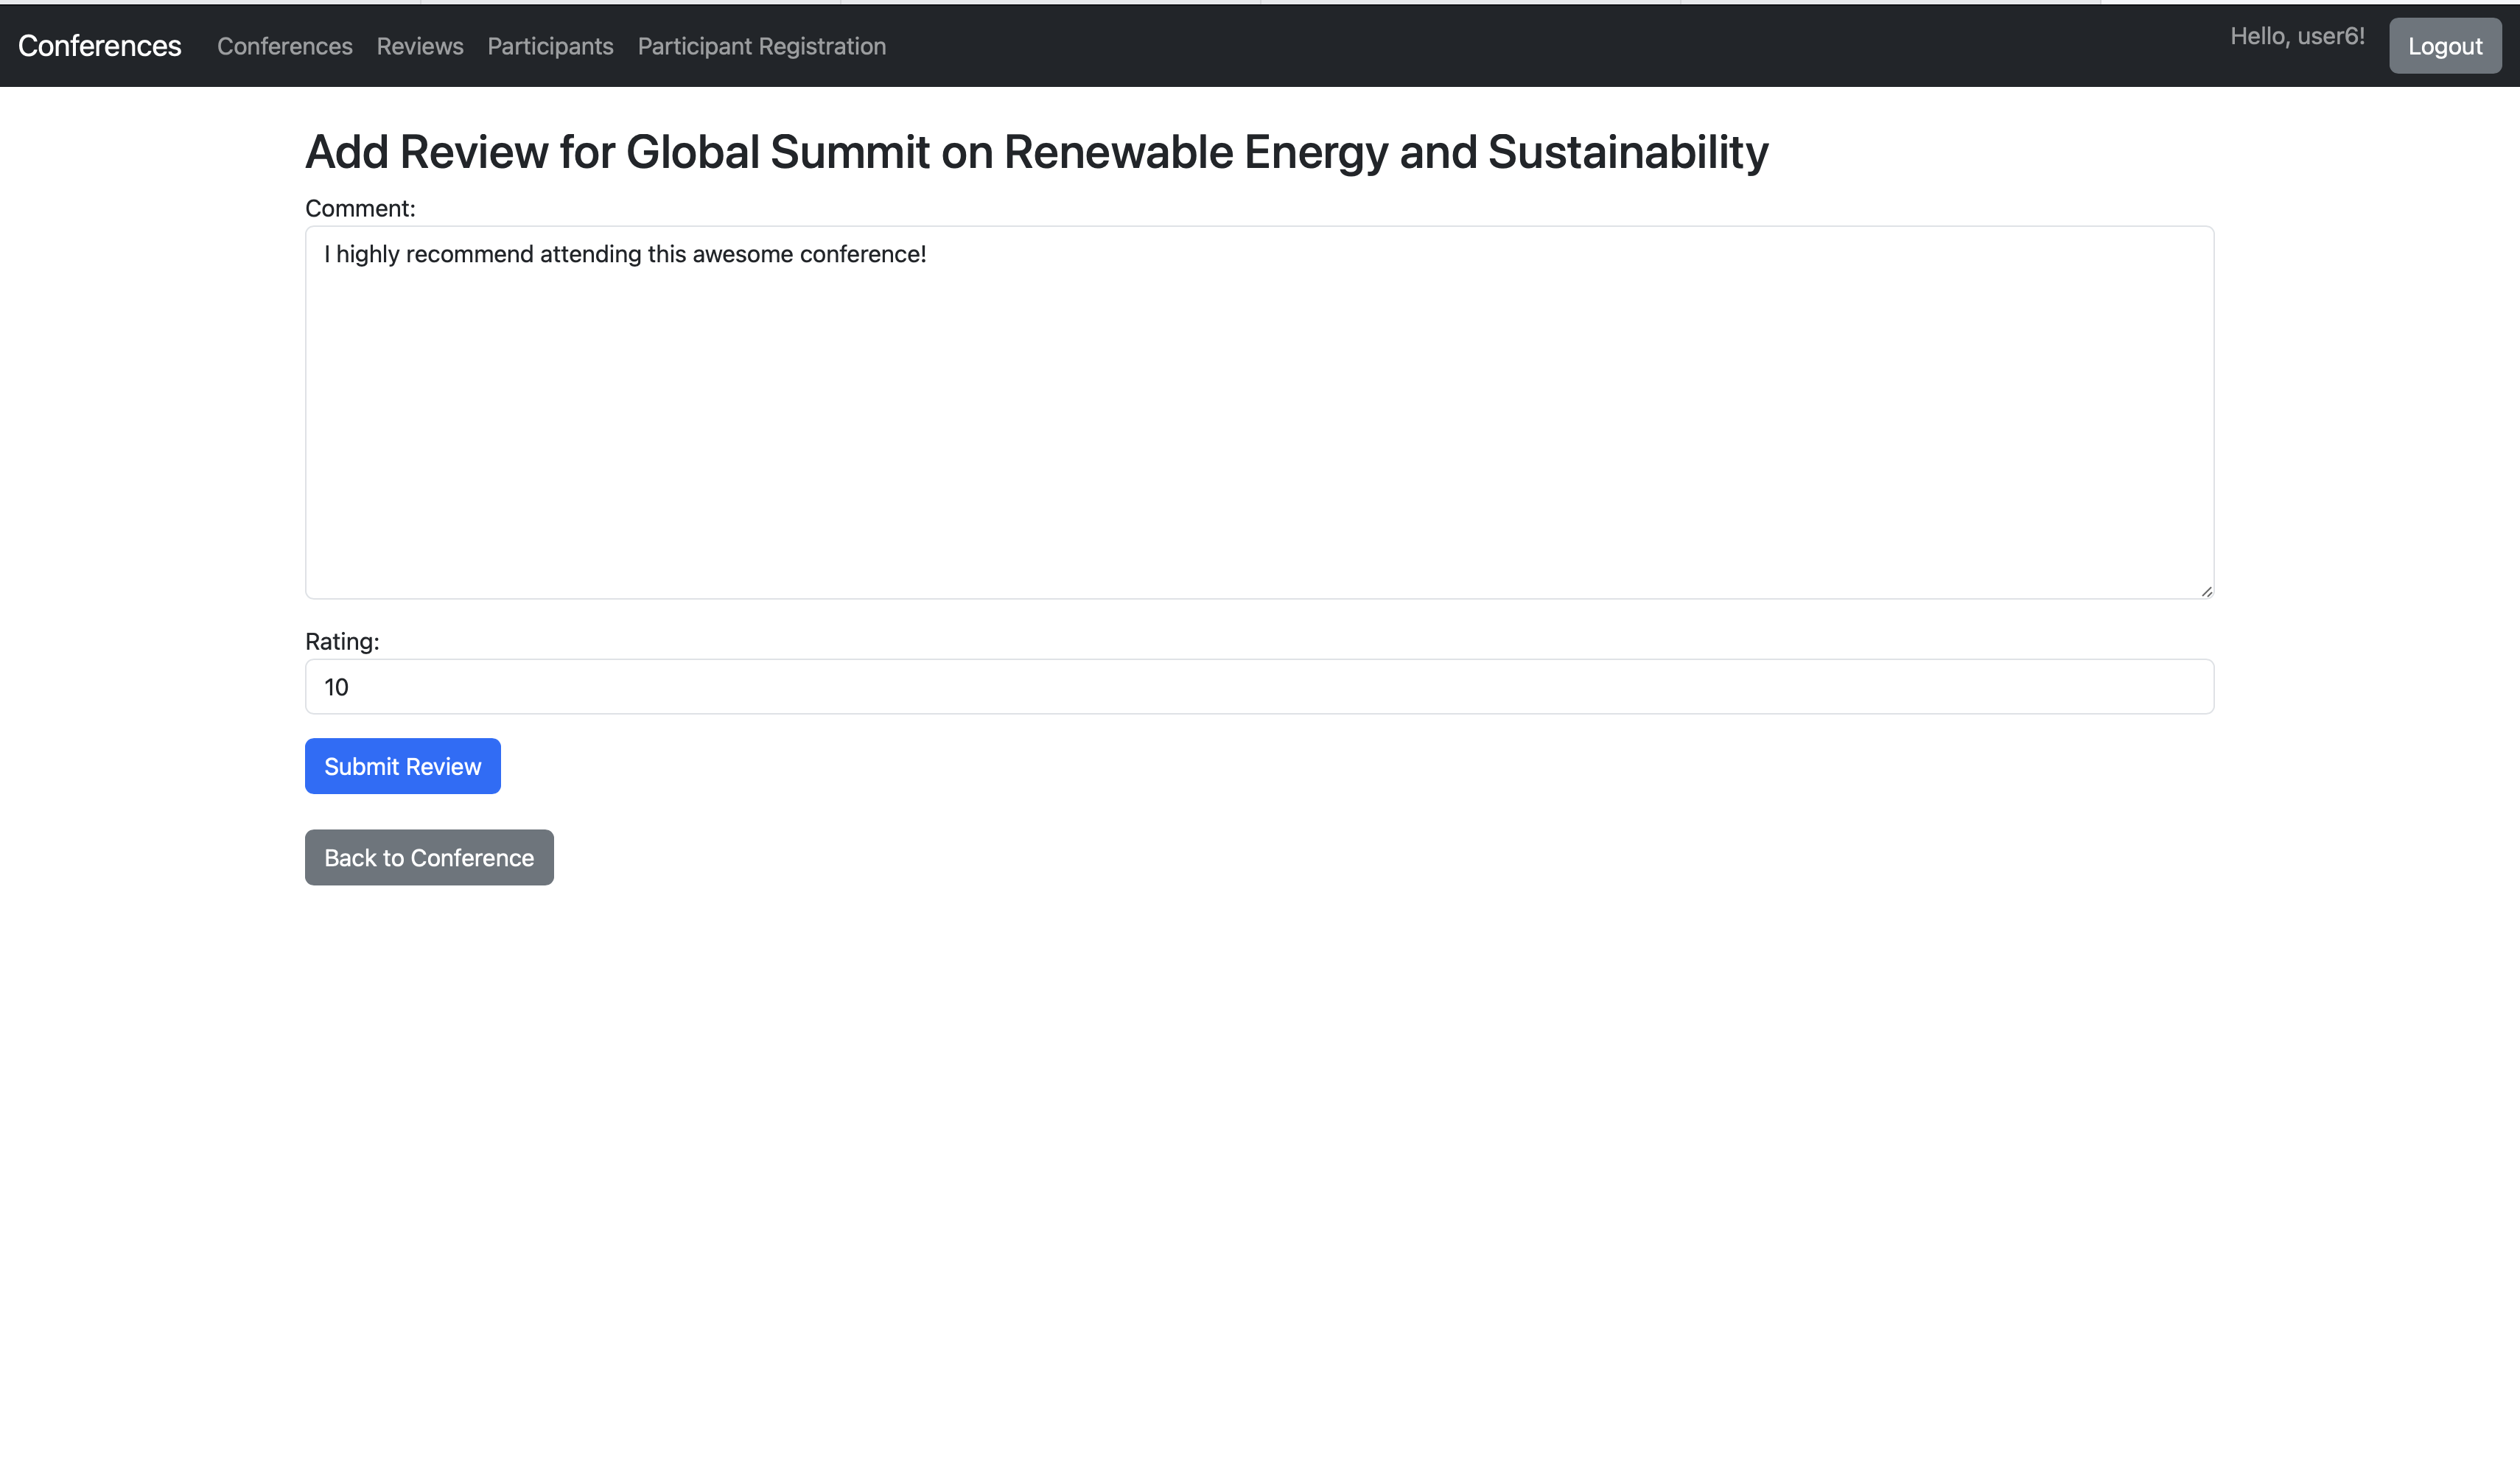 Conferences Conferences Reviews Participants Participant Registration Hello, user6! Logout
Add Review for Global Summit on Renewable Energy and Sustainability
Comment:
I highly recommend attending this awesome conference!
Rating:
10
Submit Review
Back to Conference